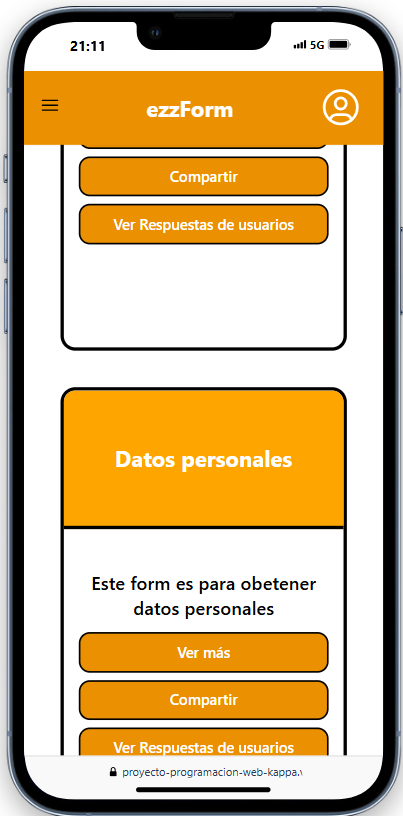 21:11
5G
ezzForm
Compartir
Ver Respuestas de usuarios
Datos personales
Este form es para obetener
datos personales
Ver más
Compartir
Ver Respuestas de usuarios
proyecto-programacion-web-kappa.